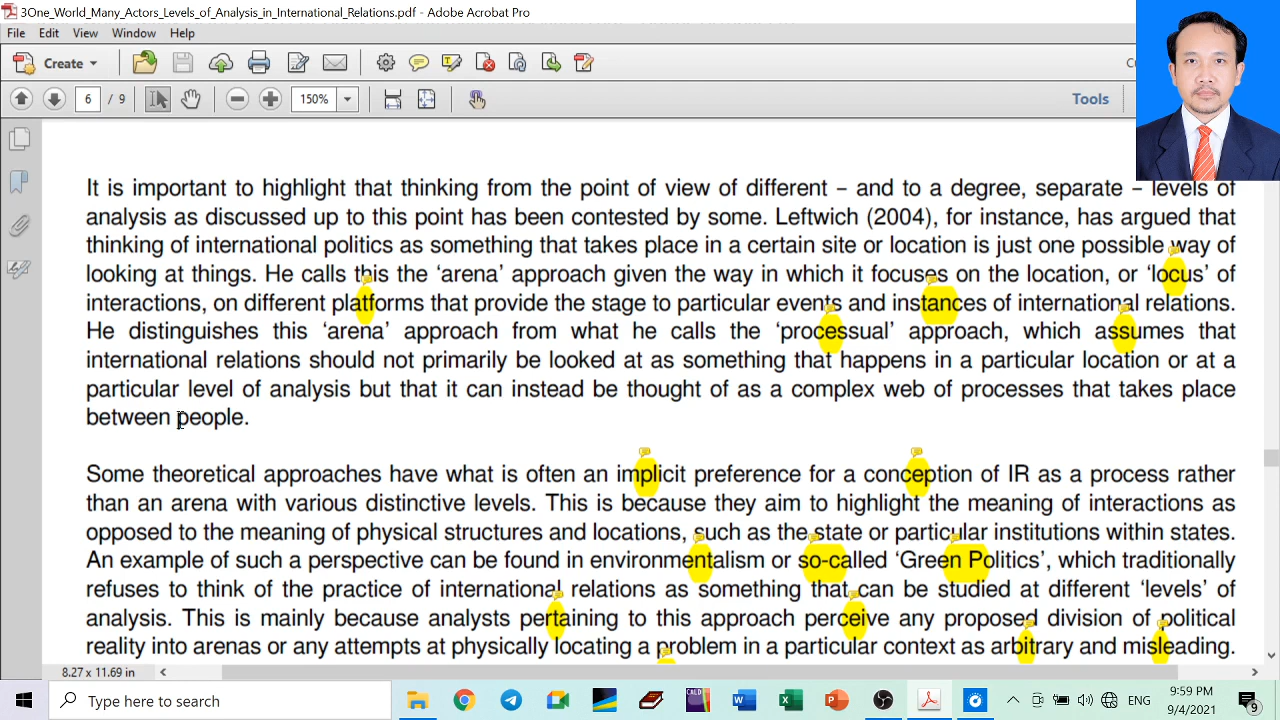 3One_World_Many_Actors_Levels_of_Analysis_in_International_Relations.pdf - Adobe Acrobat Pro
File Edit View Window Help
Create
6 / 9 150% Tools
It is important to highlight that thinking from the point of view of different – and to a degree, separate – levels of
analysis as discussed up to this point has been contested by some. Leftwich (2004), for instance, has argued that
thinking of international politics as something that takes place in a certain site or location is just one possible way of
looking at things. He calls this the ‘arena’ approach given the way in which it focuses on the location, or ‘locus’ of
interactions, on different platforms that provide the stage to particular events and instances of international relations.
He distinguishes this ‘arena’ approach from what he calls the ‘processual’ approach, which assumes that
international relations should not primarily be looked at as something that happens in a particular location or at a
particular level of analysis but that it can instead be thought of as a complex web of processes that takes place
between people.
Some theoretical approaches have what is often an implicit preference for a conception of IR as a process rather
than an arena with various distinctive levels. This is because they aim to highlight the meaning of interactions as
opposed to the meaning of physical structures and locations, such as the state or particular institutions within states.
An example of such a perspective can be found in environmentalism or so-called ‘Green Politics’, which traditionally
refuses to think of the practice of international relations as something that can be studied at different ‘levels’ of
analysis. This is mainly because analysts pertaining to this approach perceive any proposed division of political
reality into arenas or any attempts at physically locating a problem in a particular context as arbitrary and misleading.
8.27 x 11.69 in
Type here to search
CALD
ENG
9:59 PM
9/4/2021
9